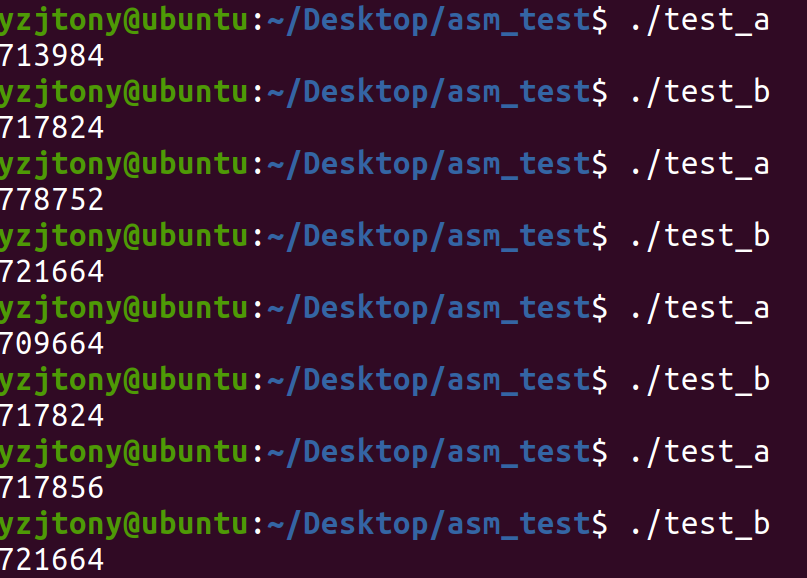 yzjtony@ubuntu:~/Desktop/asm_test$ ./test_a
713984
yzjtony@ubuntu:~/Desktop/asm_test$ ./test_b
717824
yzjtony@ubuntu:~/Desktop/asm_test$ ./test_a
778752
yzjtony@ubuntu:~/Desktop/asm_test$ ./test_b
721664
yzjtony@ubuntu:~/Desktop/asm_test$ ./test_a
709664
yzjtony@ubuntu:~/Desktop/asm_test$ ./test_b
717824
yzjtony@ubuntu:~/Desktop/asm_test$ ./test_a
717856
yzjtony@ubuntu:~/Desktop/asm_test$ ./test_b
721664